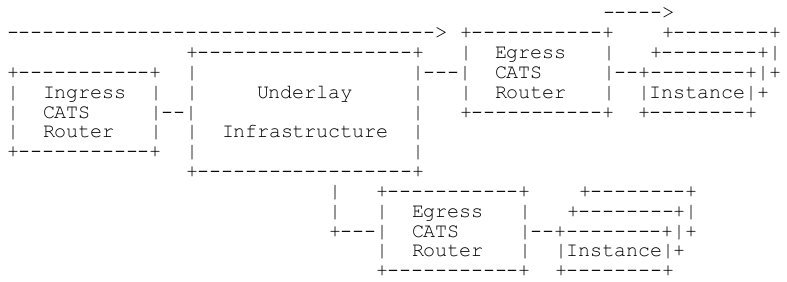 ----->
------------------------------------>  +-----------+     +--------+
                  +------------------+   |  Egress   |    +--------+|
+-----------+  |                  |---|  CATS     |--+--------+|+
|  Ingress  |  |     Underlay     |   |  Router   |  |Instance|+
|  CATS     |--|                  |   +-----------+  +--------+
|  Router   |  |  Infrastructure  |
+-----------+  |                  |
               +------------------+
                           |   +-----------+     +--------+
                           |   |  Egress   |    +--------+|
                           +---|  CATS     |--+--------+|+
                               |  Router   |  |Instance|+
                               +-----------+  +--------+